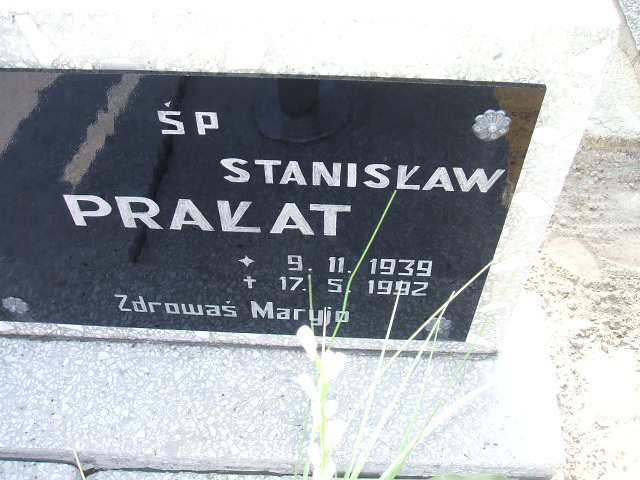 ŚP
STANISŁAW
PRAŁAT
✦ 9. 11. 1939
✝ 17. 5. 1992
Zdrowaś Maryjo